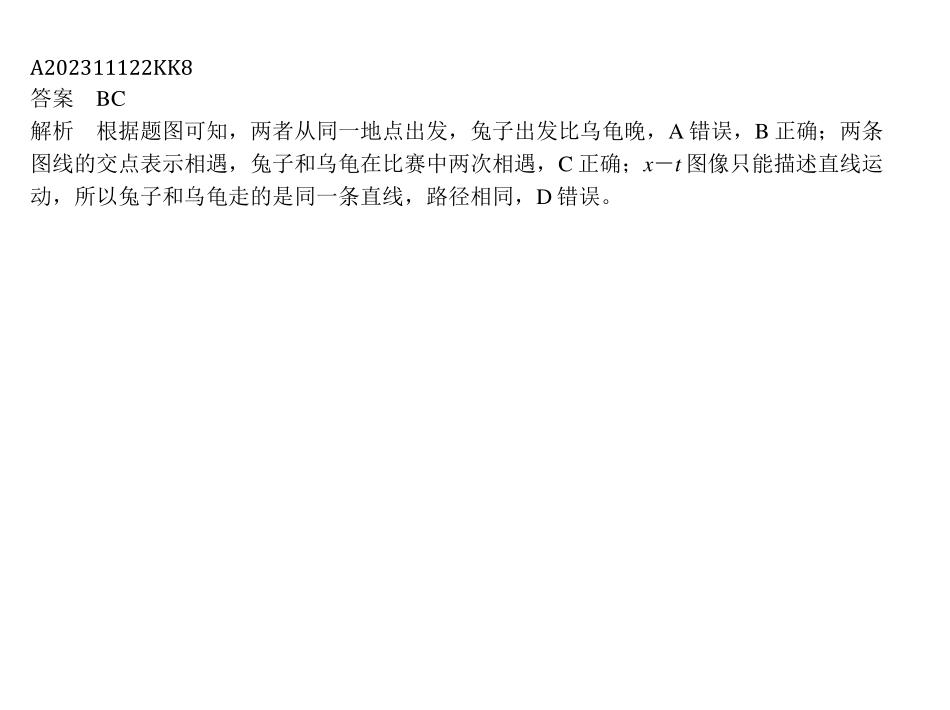 A202311122KK8
答案　BC
解析　根据题图可知，两者从同一地点出发，兔子出发比乌龟晚，A 错误，B 正确；两条
图线的交点表示相遇，兔子和乌龟在比赛中两次相遇，C 正确；x－t 图像只能描述直线运
动，所以兔子和乌龟走的是同一条直线，路径相同，D 错误。